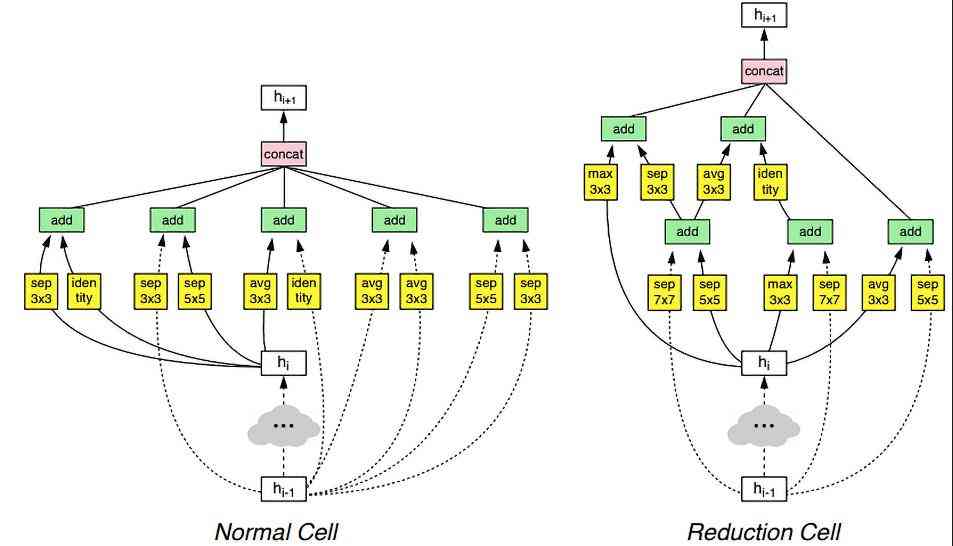 h_{i+1}
concat
add add add add add
sep 3x3
iden tity
sep 3x3
sep 5x5
avg 3x3
iden tity
avg 3x3
avg 3x3
sep 5x5
sep 3x3
h_i
...
h_{i-1}
Normal Cell
h_{i+1}
concat
add add
max 3x3
sep 3x3
avg 3x3
iden tity
add add add
sep 7x7
sep 5x5
max 3x3
sep 7x7
avg 3x3
sep 5x5
h_i
...
h_{i-1}
Reduction Cell